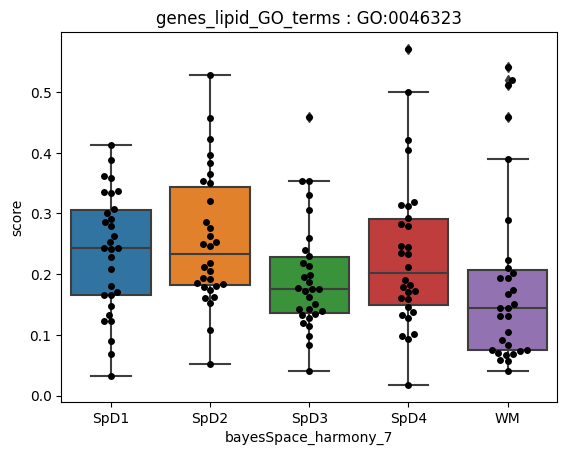 genes_lipid_GO_terms : GO:0046323
score
0.5
0.4
0.3
0.2
0.1
0.0
SpD1 SpD2 SpD3 SpD4 WM
bayesSpace_harmony_7